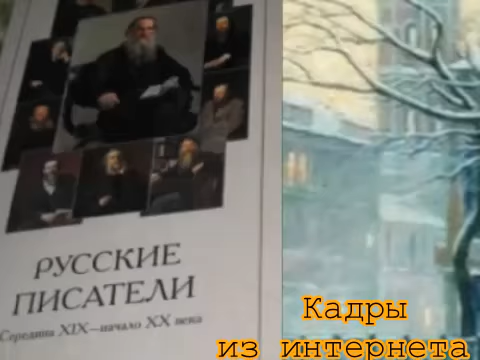 РУССКИЕ
ПИСАТЕЛИ
Середина XIX—начало XX века
Кадры
из интернета